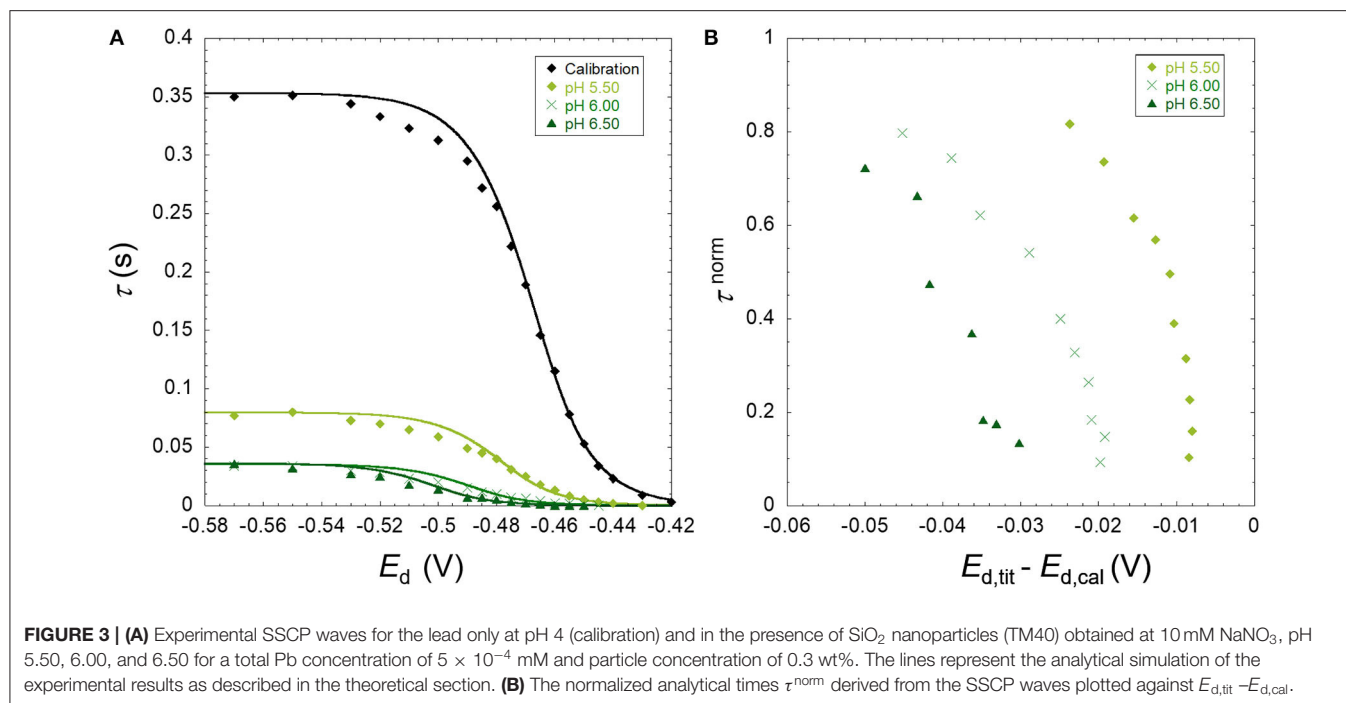 A
0.4
0.35
0.3
0.25
0.2
0.15
0.1
0.05
0
τ (s)
-0.58 -0.56 -0.54 -0.52 -0.5 -0.48 -0.46 -0.44 -0.42
E_d (V)
Calibration
pH 5.50
pH 6.00
pH 6.50
B
1
0.8
0.6
0.4
0.2
0
τ^norm
-0.06 -0.05 -0.04 -0.03 -0.02 -0.01 0
E_d,tit - E_d,cal (V)
pH 5.50
pH 6.00
pH 6.50
FIGURE 3 | (A) Experimental SSCP waves for the lead only at pH 4 (calibration) and in the presence of SiO₂ nanoparticles (TM40) obtained at 10 mM NaNO₃, pH
5.50, 6.00, and 6.50 for a total Pb concentration of 5 × 10⁻⁴ mM and particle concentration of 0.3 wt%. The lines represent the analytical simulation of the
experimental results as described in the theoretical section. (B) The normalized analytical times τ^norm derived from the SSCP waves plotted against E_d,tit –E_d,cal.